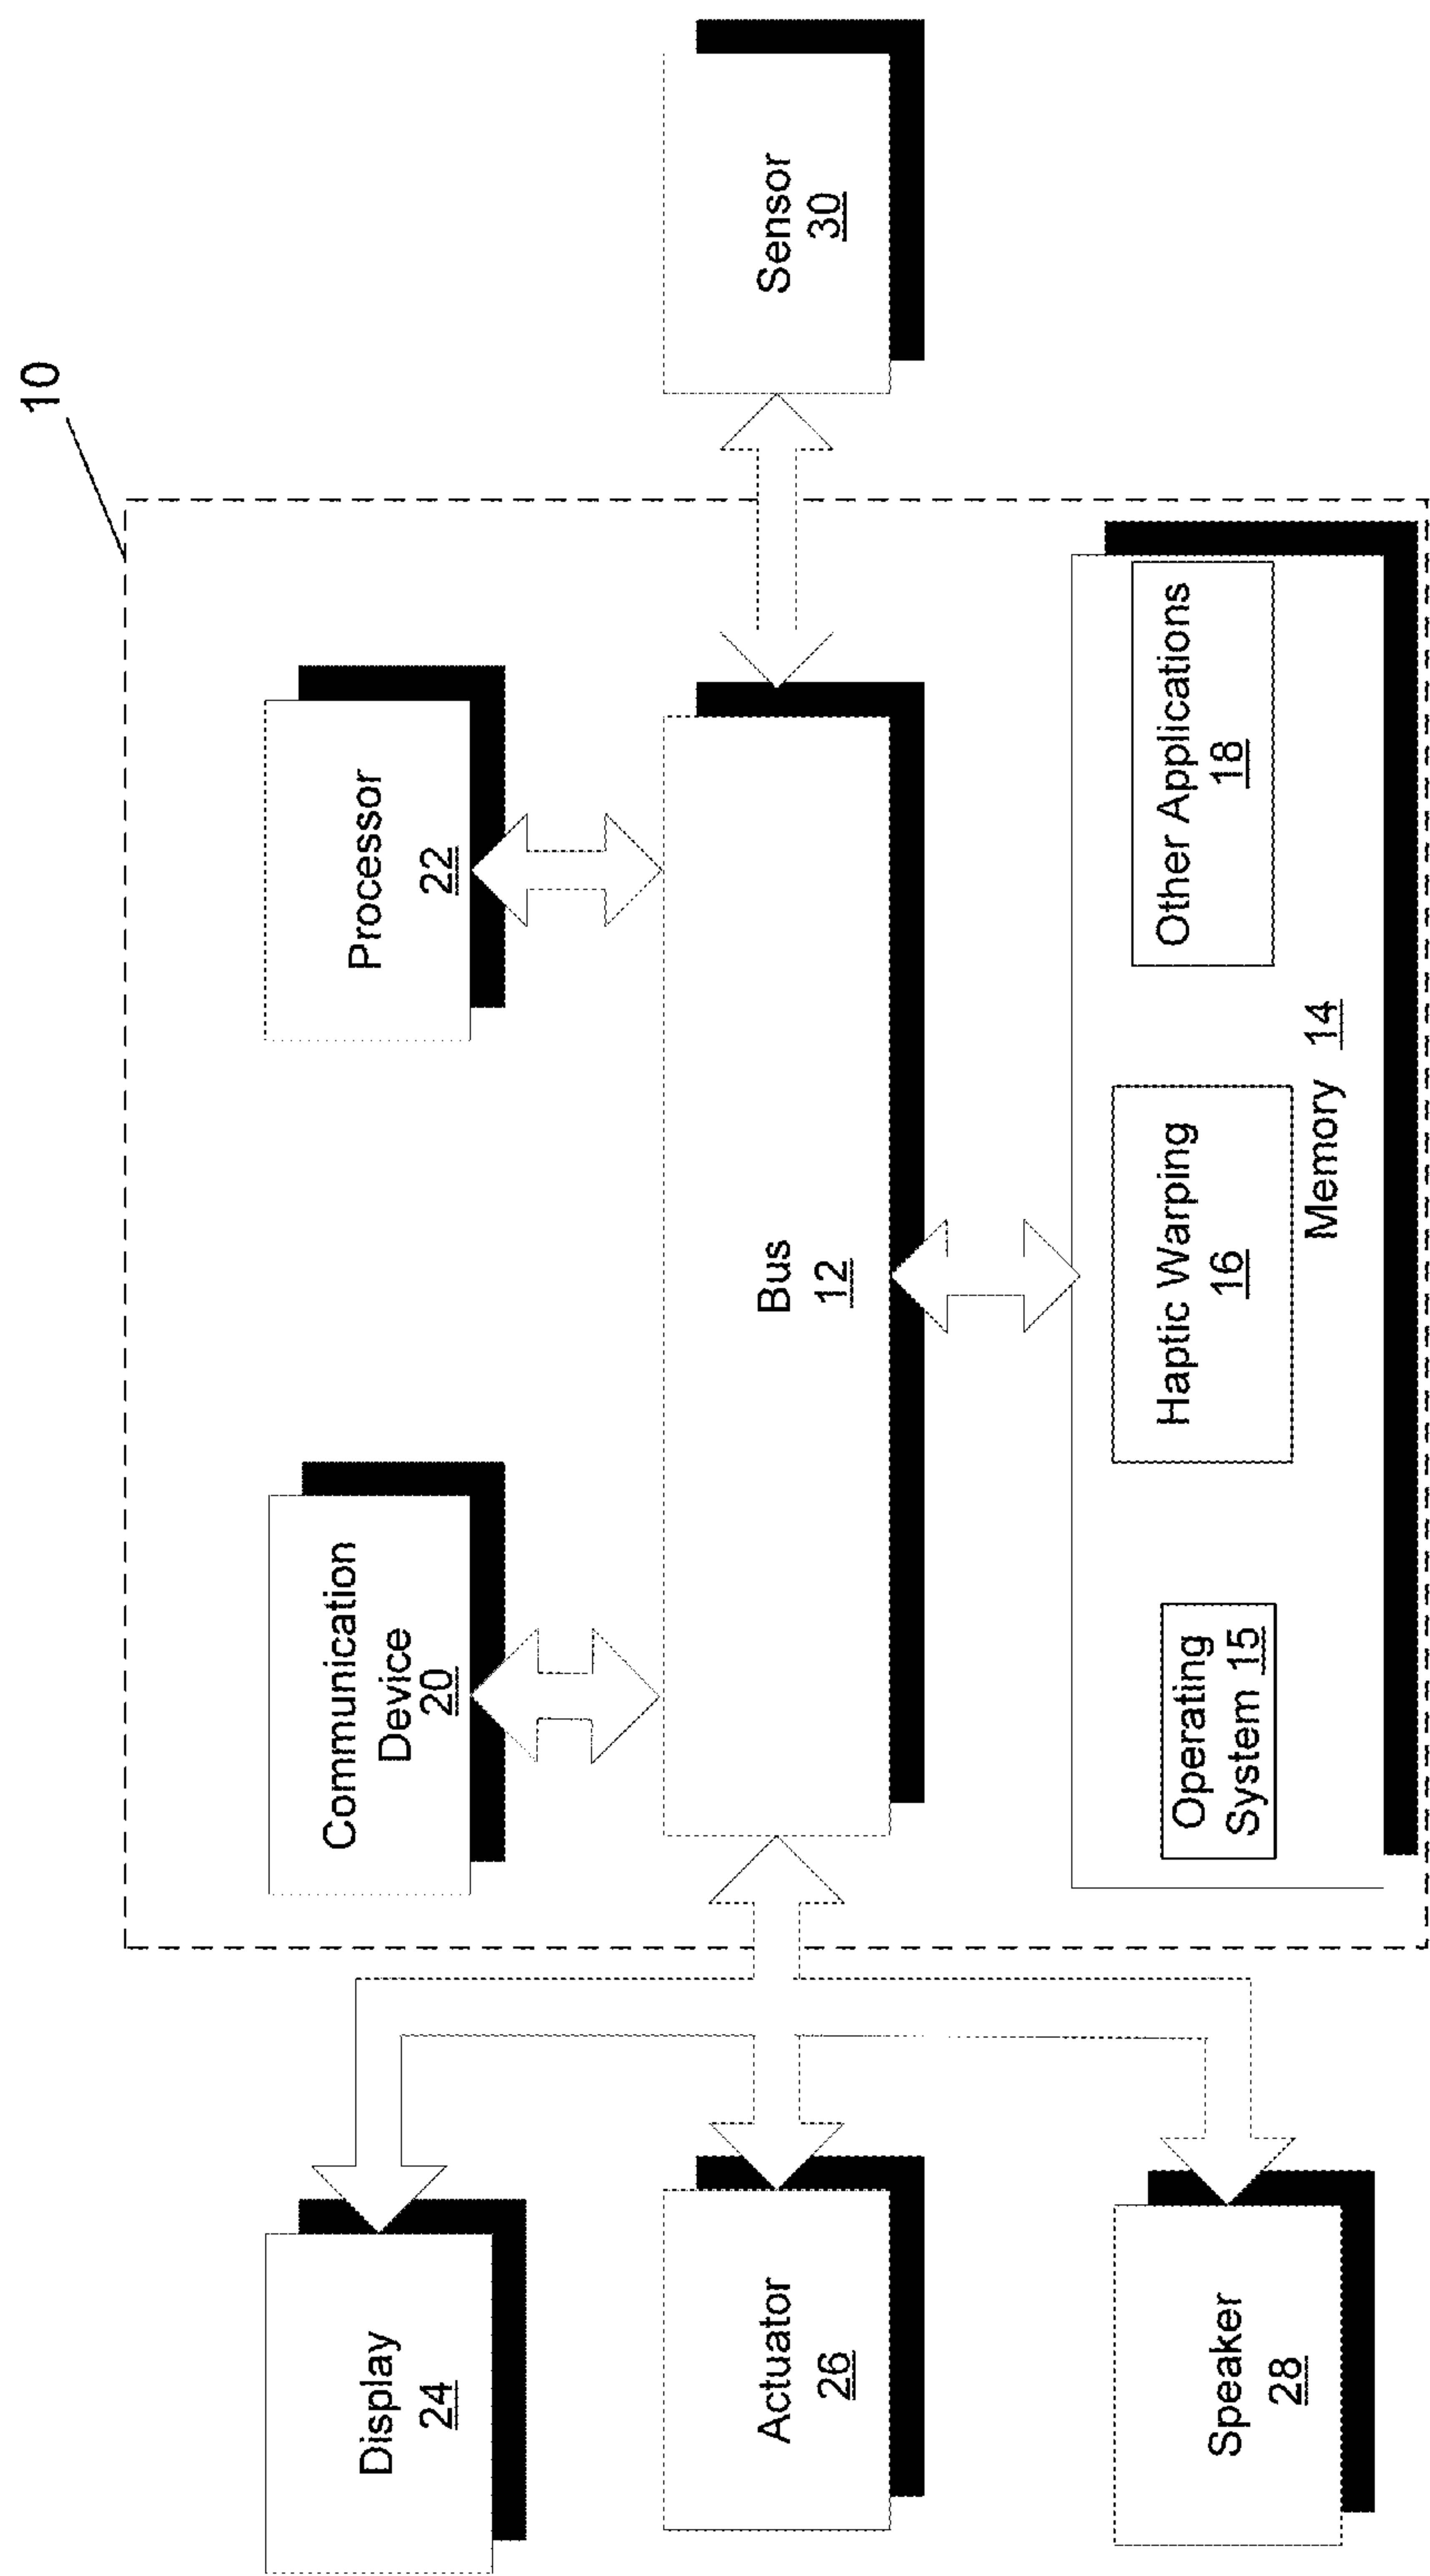 10
Communication
Device
20
Processor
22
Display
24
Actuator
26
Bus
12
Sensor
30
Speaker
28
Operating
System 15
Haptic Warping
16
Other Applications
18
Memory 14